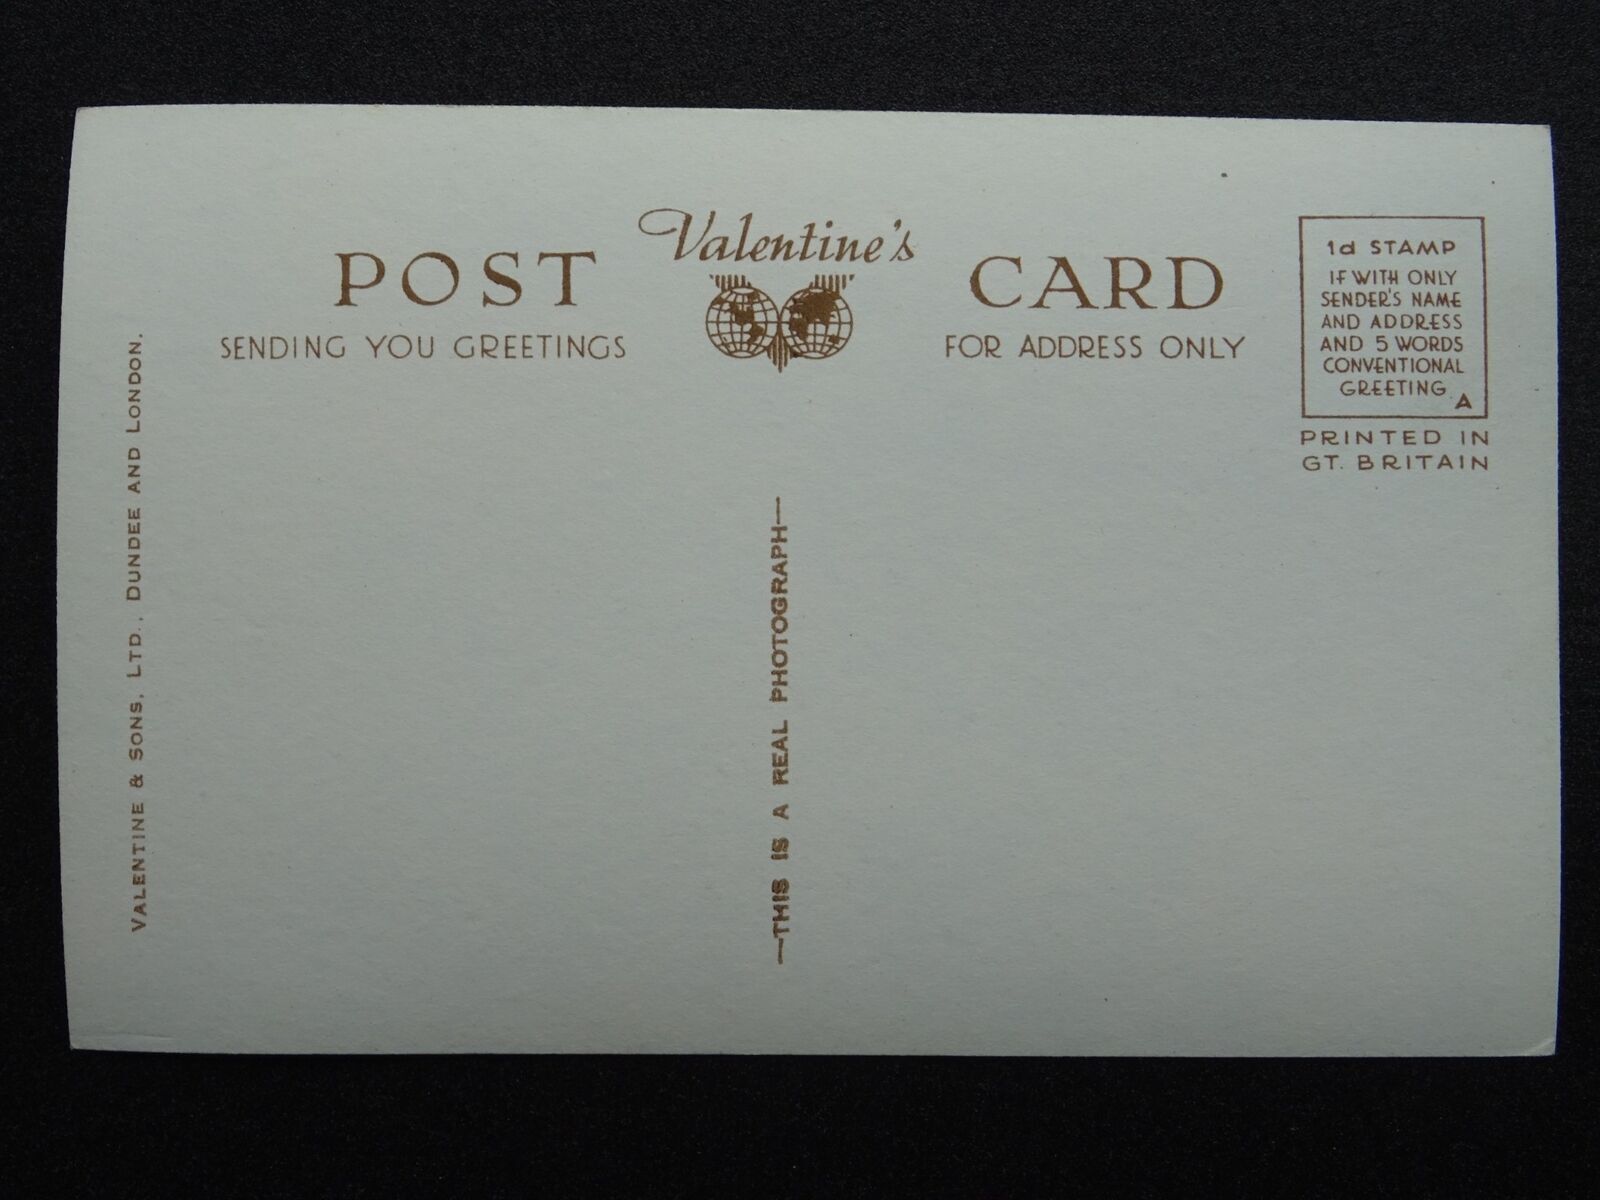 Valentine's
POST CARD
SENDING YOU GREETINGS
FOR ADDRESS ONLY
1d STAMP
IF WITH ONLY
SENDER'S NAME
AND ADDRESS
AND 5 WORDS
CONVENTIONAL
GREETING
A
PRINTED IN
GT. BRITAIN
VALENTINE & SONS, LTD., DUNDEE AND LONDON.
—THIS IS A REAL PHOTOGRAPH—